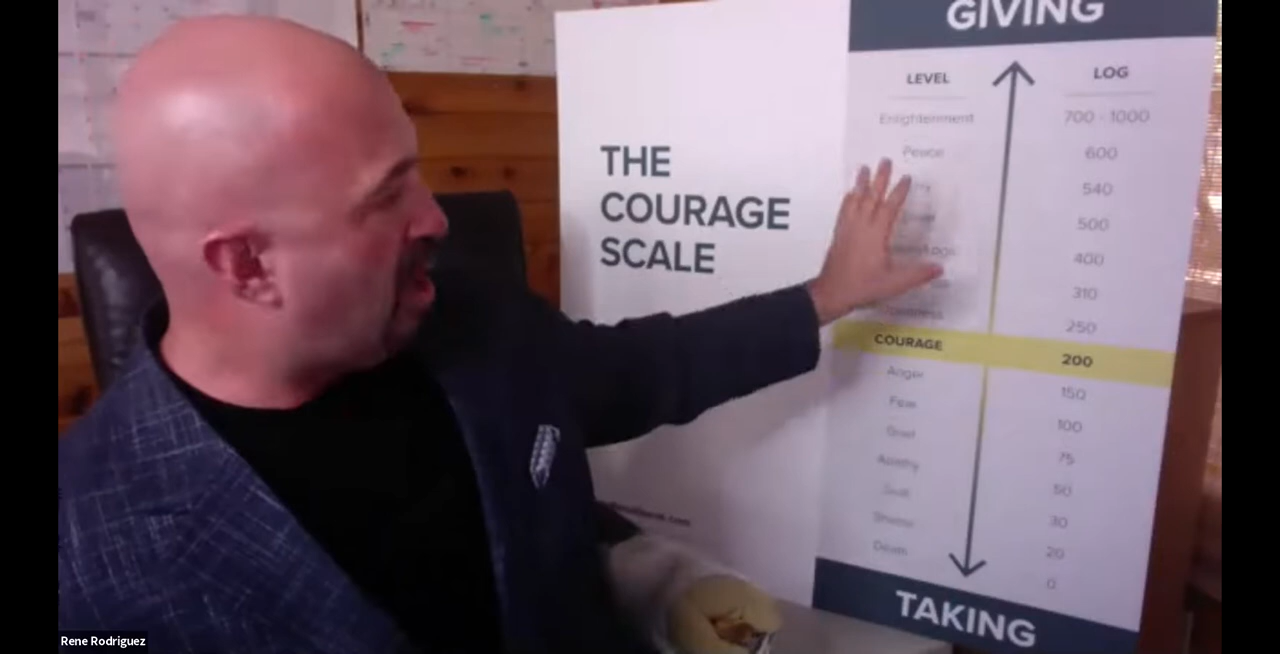 GIVING
LEVEL LOG
Enlightenment 700 - 1000
Peace 600
540
500
400
310
250
COURAGE 200
Anger 150
Fear 100
Grief 75
Apathy 50
Guilt 30
Shame 20
Death 0
TAKING
THE
COURAGE
SCALE
Rene Rodriguez